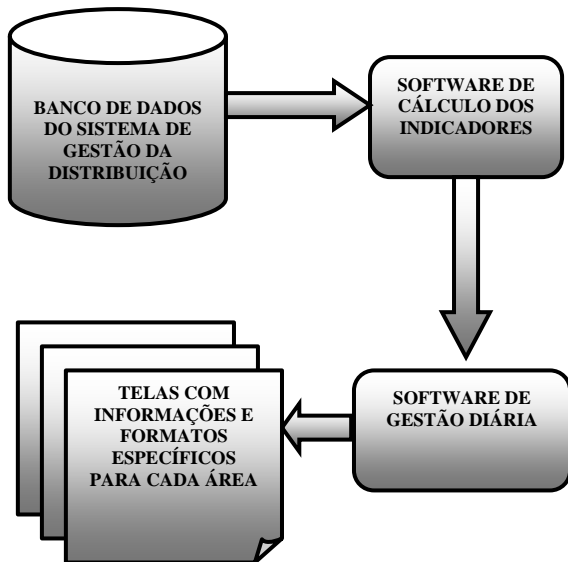 BANCO DE DADOS
DO SISTEMA DE
GESTÃO DA
DISTRIBUIÇÃO
SOFTWARE DE
CÁLCULO DOS
INDICADORES
SOFTWARE DE
GESTÃO DIÁRIA
TELAS COM
INFORMAÇÕES E
FORMATOS
ESPECÍFICOS
PARA CADA ÁREA